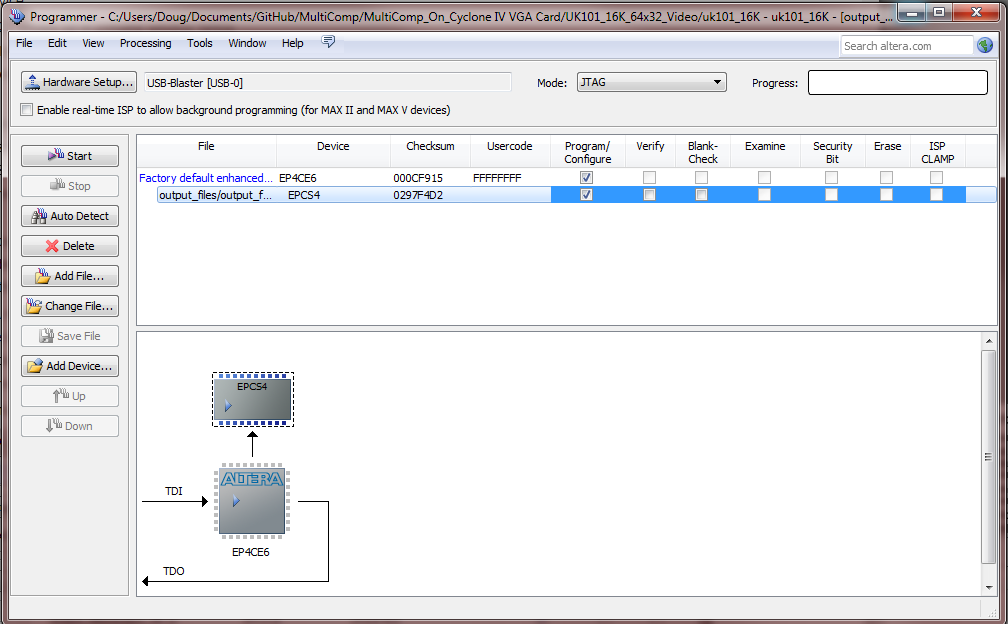 Programmer - C:/Users/Doug/Documents/GitHub/MultiComp/MultiComp_On_Cyclone IV VGA Card/UK101_16K_64x32_Video/uk101_16K - uk101_16K - [output_...
File Edit View Processing Tools Window Help
Search altera.com
Hardware Setup... USB-Blaster [USB-0] Mode: JTAG Progress:
Enable real-time ISP to allow background programming (for MAX II and MAX V devices)
Start
Stop
Auto Detect
Delete
Add File...
Change File...
Save File
Add Device...
Up
Down
File Device Checksum Usercode Program/ Verify Blank- Examine Security Erase ISP
Configure Check Bit CLAMP
Factory default enhanced... EP4CE6 000CF915 FFFFFFFF
output_files/output_f... EPCS4 0297F4D2
EPCS4
ALTERA
TDI
EP4CE6
TDO